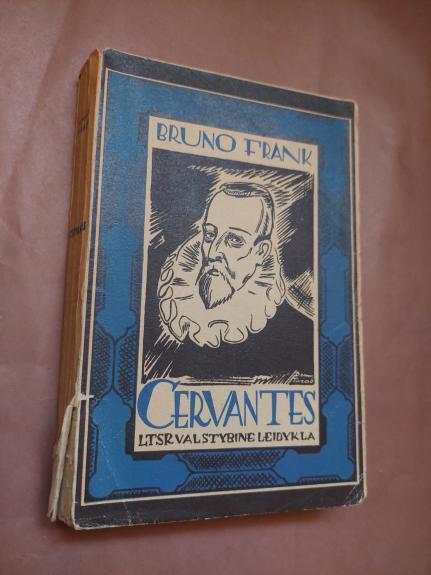 BRUNO FRANK
CERVANTES
LTSR VALSTYBINĖ LEIDYKLA